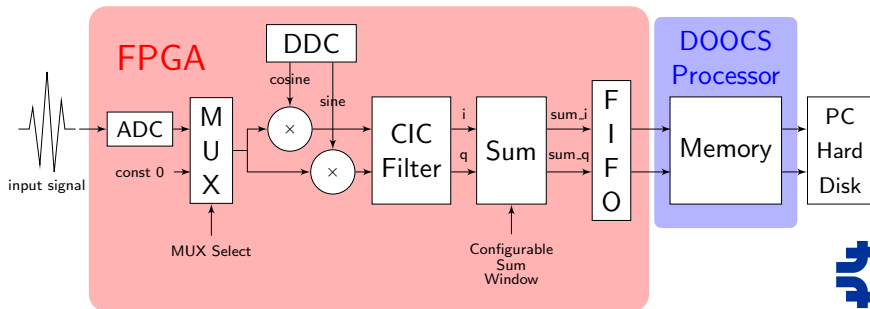 FPGA
DDC
DOOCS
Processor
cosine
sine
input signal
ADC
const 0
M
U
X
MUX Select
×
×
CIC
Filter
i
q
Sum
Configurable
Sum
Window
sum_i
sum_q
F
I
F
O
Memory
PC
Hard
Disk